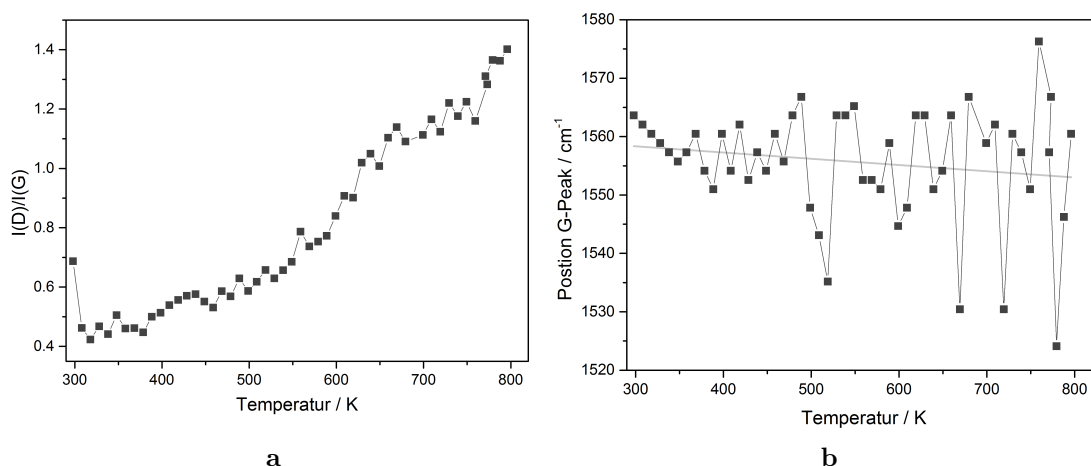 1.4
1.2
1.0
0.8
0.6
0.4
I(D)/I(G)
300 400 500 600 700 800
Temperatur / K
a
1580
1570
1560
1550
1540
1530
1520
Postion G-Peak / cm⁻¹
300 400 500 600 700 800
Temperatur / K
b